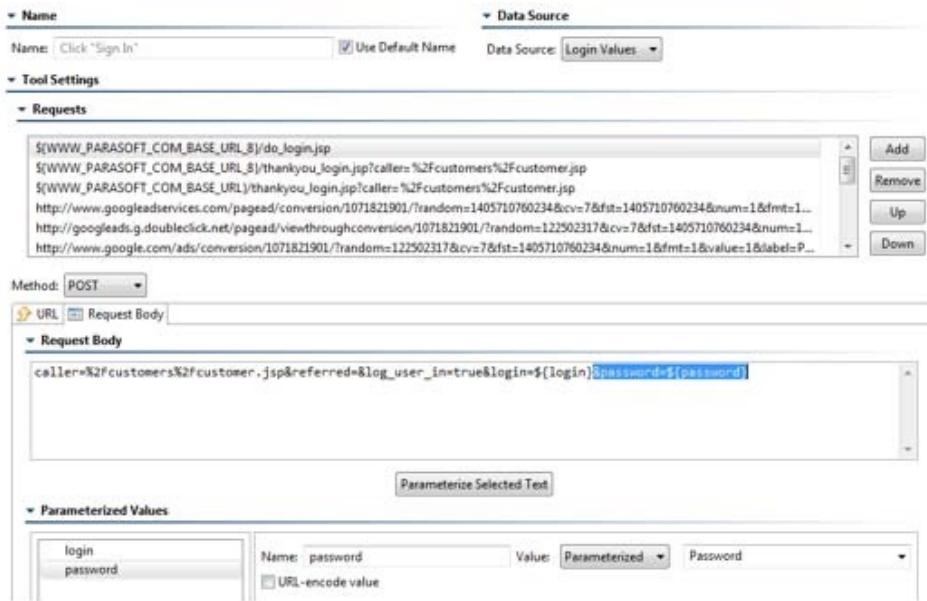 Name
Data Source
Name: Click "Sign In"
Use Default Name
Data Source: Login Values
Tool Settings
Requests
${WWW_PARASOFT_COM_BASE_URL_8}/do_login.jsp
${WWW_PARASOFT_COM_BASE_URL_8}/thankyou_login.jsp?caller=%2Fcustomers%2Fcustomer.jsp
${WWW_PARASOFT_COM_BASE_URL}/thankyou_login.jsp?caller=%2Fcustomers%2Fcustomer.jsp
http://www.googleadservices.com/pagead/conversion/1071821901/?random=1405710760234&cv=7&fst=1405710760234&num=1&fmt=1...
http://googleads.g.doubleclick.net/pagead/viewthroughconversion/1071821901/?random=122502317&cv=7&fst=1405710760234&num=1...
http://www.google.com/ads/conversion/1071821901/?random=122502317&cv=7&fst=1405710760234&num=1&fmt=1&value=1&label=P...
Add
Remove
Up
Down
Method: POST
URL
Request Body
Request Body
caller=%2Fcustomers%2Fcustomer.jsp&referred=&log_user_in=true&login=${login}&password=${password}
Parameterize Selected Text
Parameterized Values
login
password
Name: password
Value: Parameterized
Password
URL-encode value